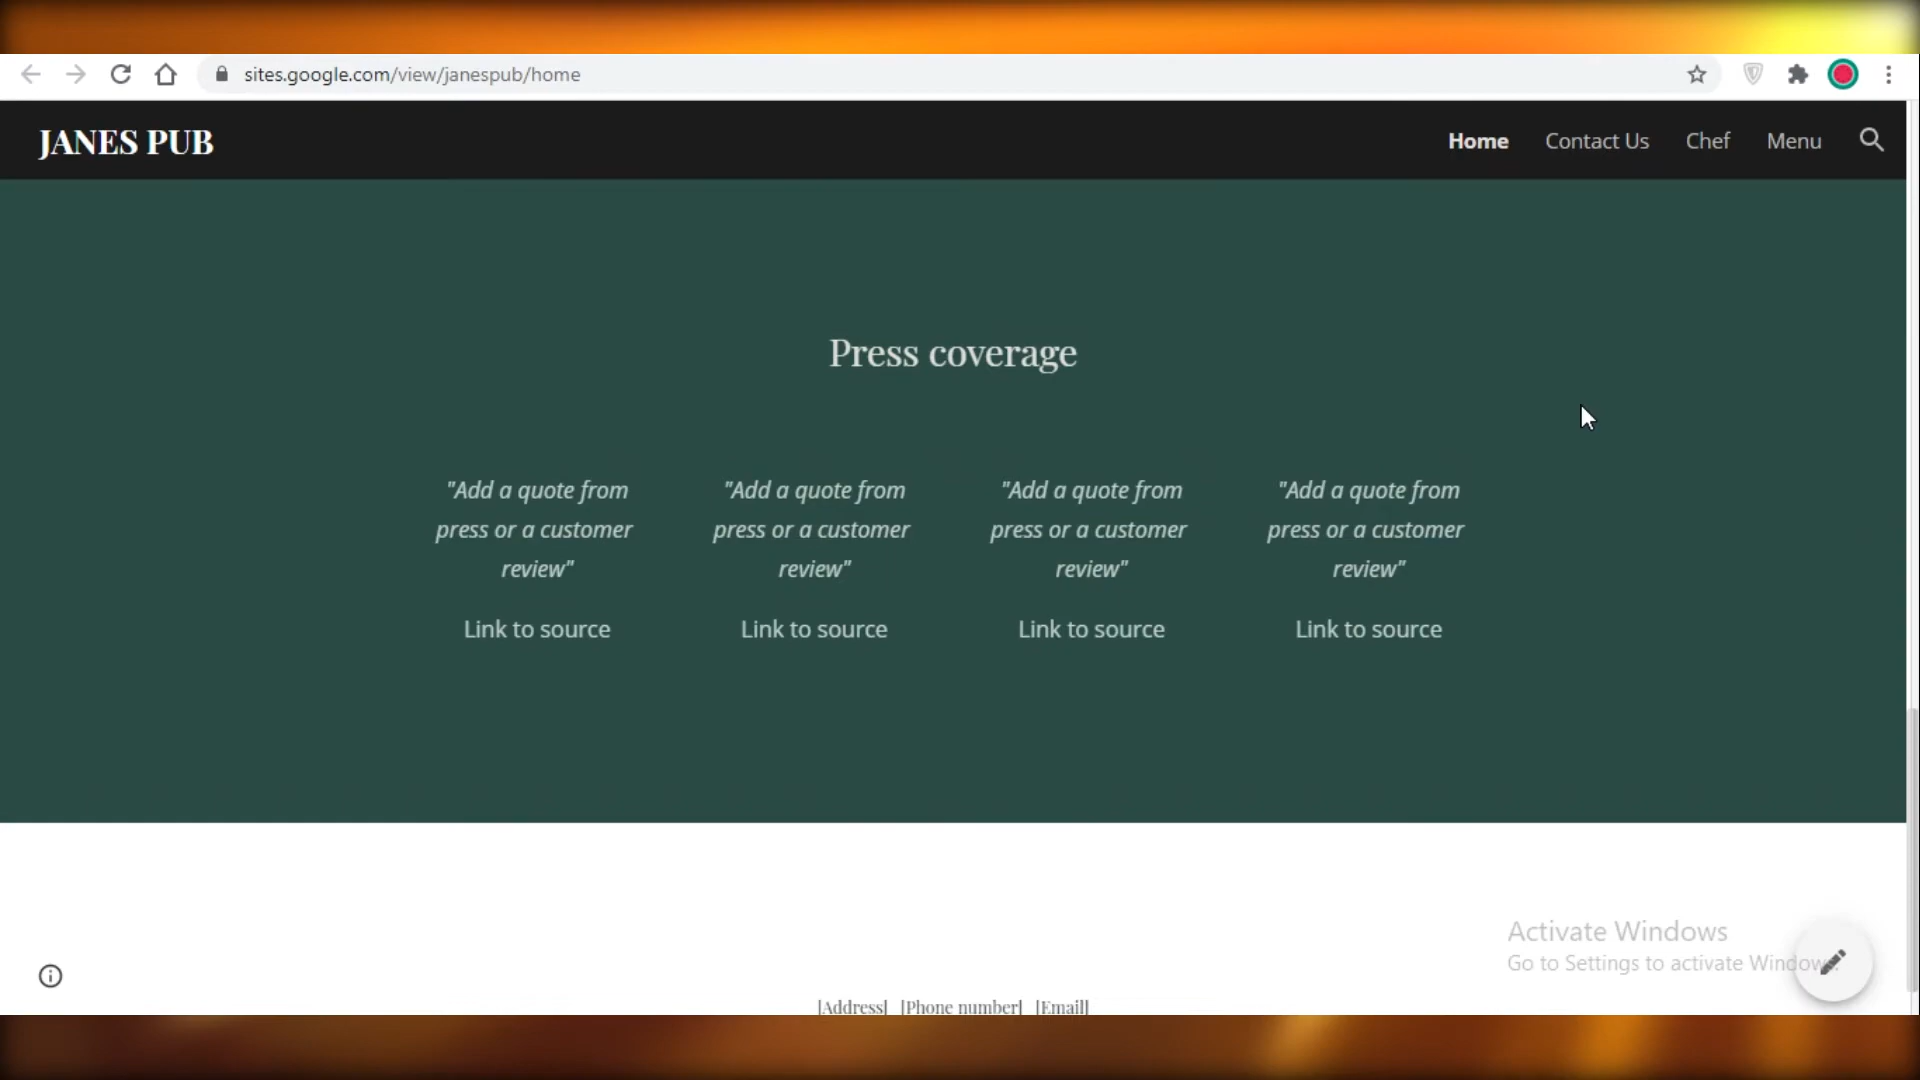 sites.google.com/view/janespub/home
JANES PUB
Home Contact Us Chef Menu
Press coverage
"Add a quote from
press or a customer
review"
Link to source
"Add a quote from
press or a customer
review"
Link to source
"Add a quote from
press or a customer
review"
Link to source
"Add a quote from
press or a customer
review"
Link to source
Activate Windows
Go to Settings to activate Windows.
[Address] [Phone number] [Email]